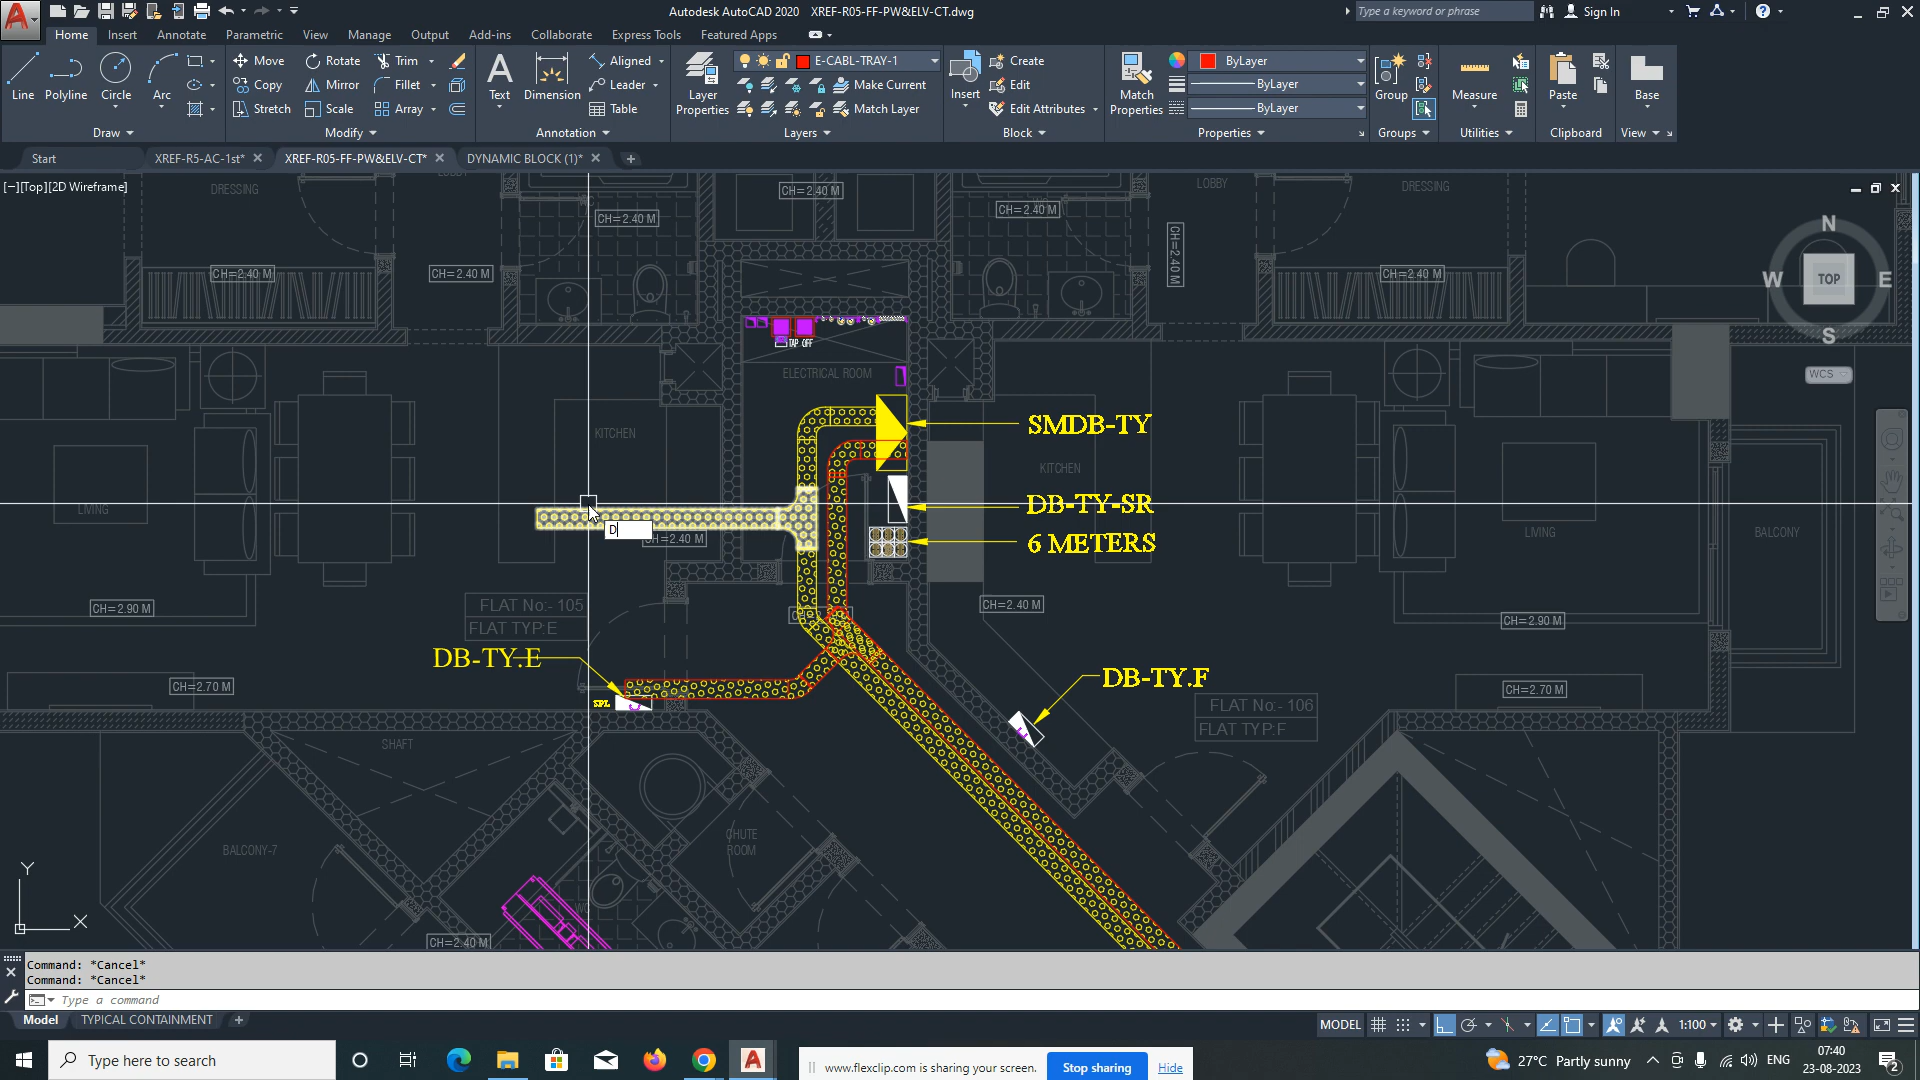 Autodesk AutoCAD 2020 XREF-R05-FF-PW&ELV-CT.dwg
Type a keyword or phrase
Sign In
Home Insert Annotate Parametric View Manage Output Add-ins Collaborate Express Tools Featured Apps
Line Polyline Circle Arc
Move Rotate Trim
Copy Mirror Fillet
Stretch Scale Array
Text Dimension
Aligned
Leader
Table
Layer Properties
E-CABL-TRAY-1
Make Current
Match Layer
Insert
Create
Edit
Edit Attributes
Match Properties
ByLayer
ByLayer
ByLayer
Group Measure Paste Base
Draw Modify Annotation Layers Block Properties Groups Utilities Clipboard View
Start XREF-R5-AC-1st* XREF-R05-FF-PW&ELV-CT* DYNAMIC BLOCK (1)*
[−][Top][2D Wireframe]
LOBBY
DRESSING
CH=2.40 M
LOBBY
DRESSING
CH=2.40 M
CH=2.40 M
CH=2.40 M
CH=2.40 M
CH=2.40 M
CH=2.40 M
N
W TOP E
S
WCS
TAP OFF
ELECTRICAL ROOM
KITCHEN
SMDB-TY
KITCHEN
LIVING
DB-TY-SR
LIVING
BALCONY
D
CH=2.40 M
6 METERS
CH=2.90 M
FLAT No:- 105
FLAT TYP:E
CH=2.40 M
CH=2.90 M
DB-TY.E
CH=2.70 M
SPL
DB-TY.F
CH=2.70 M
FLAT No:- 106
FLAT TYP:F
SHAFT
BALCONY-7
CHUTE
ROOM
WC
CH=2.40 M
Y
X
Command: *Cancel*
Command: *Cancel*
Type a command
Model TYPICAL CONTAINMENT
MODEL 1:100
Type here to search
www.flexclip.com is sharing your screen. Stop sharing Hide
27°C Partly sunny
ENG
07:40
23-08-2023
2